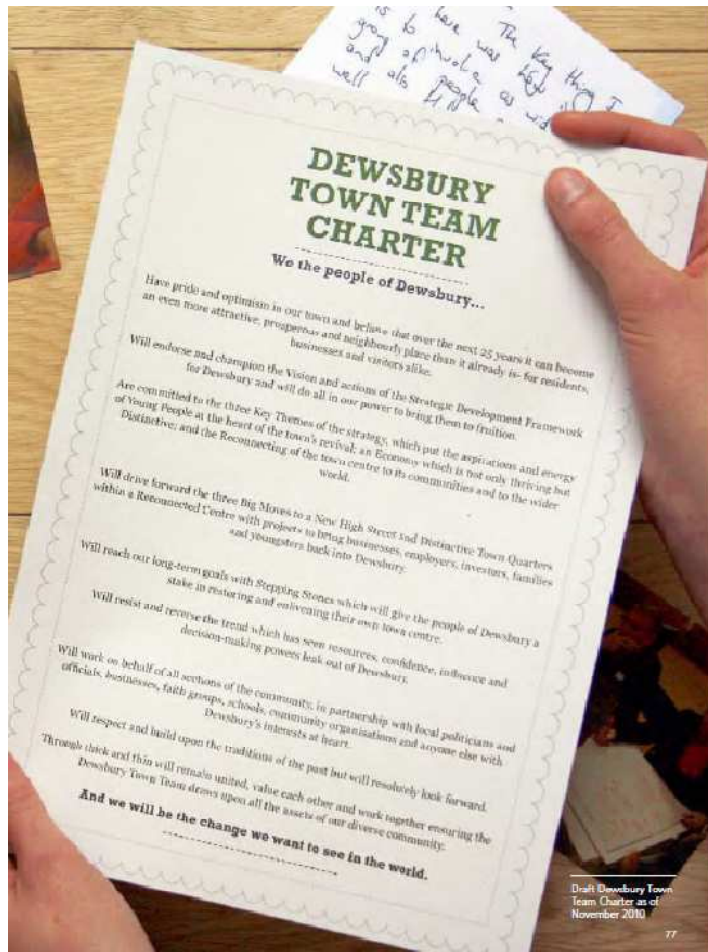 The Key thing I
have was
is to
as wid
people
well also
DEWSBURY
TOWN TEAM
CHARTER
We the people of Dewsbury...
Have pride and optimism in our town and believe that over the next 25 years it can become
an even more attractive, prosperous and neighbourly place than it already is- for residents,
businesses and visitors alike.
Will endorse and champion the Vision and actions of the Strategic Development Framework
for Dewsbury and will do all in our power to bring them to fruition.
Are committed to the three Key Themes of the strategy, which put the aspirations and energy
of Young People at the heart of the town's revival; an Economy which is not only thriving but
Distinctive; and the Reconnecting of the town centre to its communities and to the wider
world.
Will drive forward the three Big Moves to a New High Street and Distinctive Town Quarters
within a Reconnected Centre with projects to bring businesses, employers, investors, families
and youngsters back into Dewsbury.
Will reach our long-term goals with Stepping Stones which will give the people of Dewsbury a
stake in restoring and enlivening their own town centre.
Will resist and reverse the trend which has seen resources, confidence, influence and
decision-making powers leak out of Dewsbury.
Will work on behalf of all sections of the community, in partnership with local politicians and
officials, businesses, faith groups, schools, community organisations and anyone else with
Dewsbury's interests at heart.
Will respect and build upon the traditions of the past but will resolutely look forward.
Through thick and thin will remain united, value each other and work together ensuring the
Dewsbury Town Team draws upon all the assets of our diverse community.
And we will be the change we want to see in the world.
Draft Dewsbury Town
Team Charter as of
November 2010
77